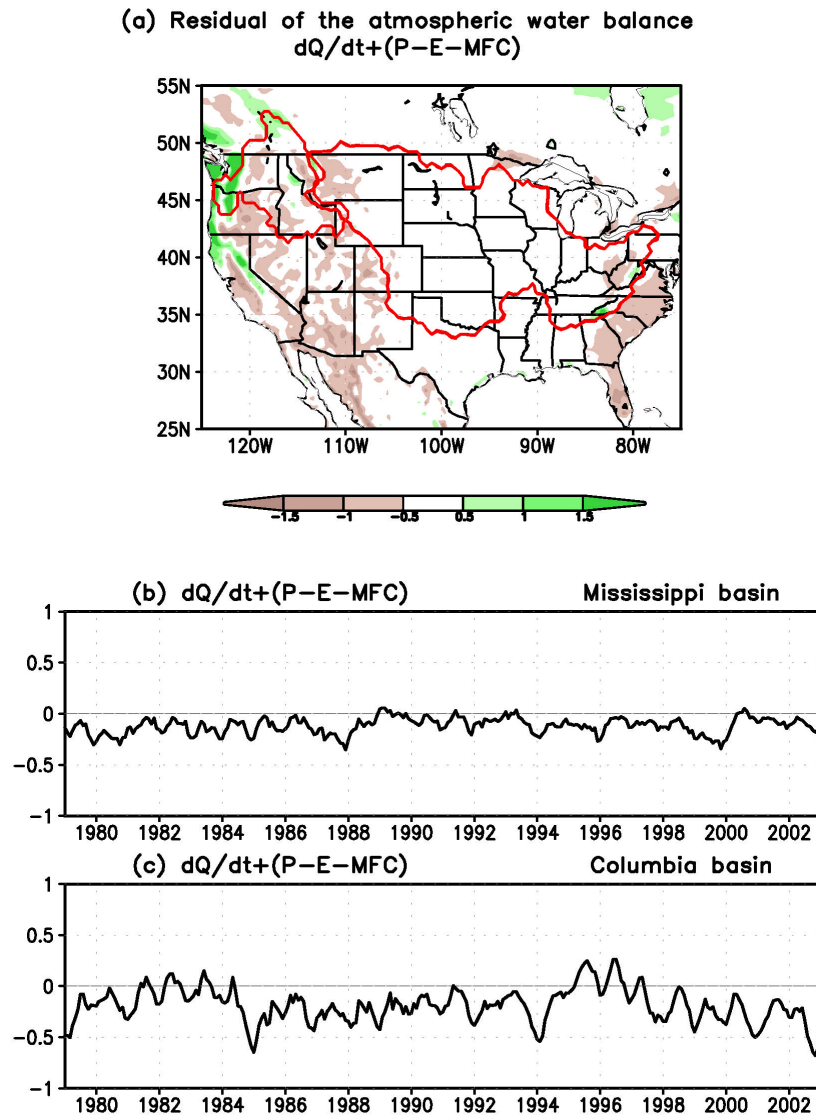 (a) Residual of the atmospheric water balance
dQ/dt+(P−E−MFC)
55N
50N
45N
40N
35N
30N
25N
120W 110W 100W 90W 80W
−1.5 −1 −0.5 0.5 1 1.5
(b) dQ/dt+(P−E−MFC) Mississippi basin
1
0.5
0
−0.5
−1
1980 1982 1984 1986 1988 1990 1992 1994 1996 1998 2000 2002
(c) dQ/dt+(P−E−MFC) Columbia basin
1
0.5
0
−0.5
−1
1980 1982 1984 1986 1988 1990 1992 1994 1996 1998 2000 2002